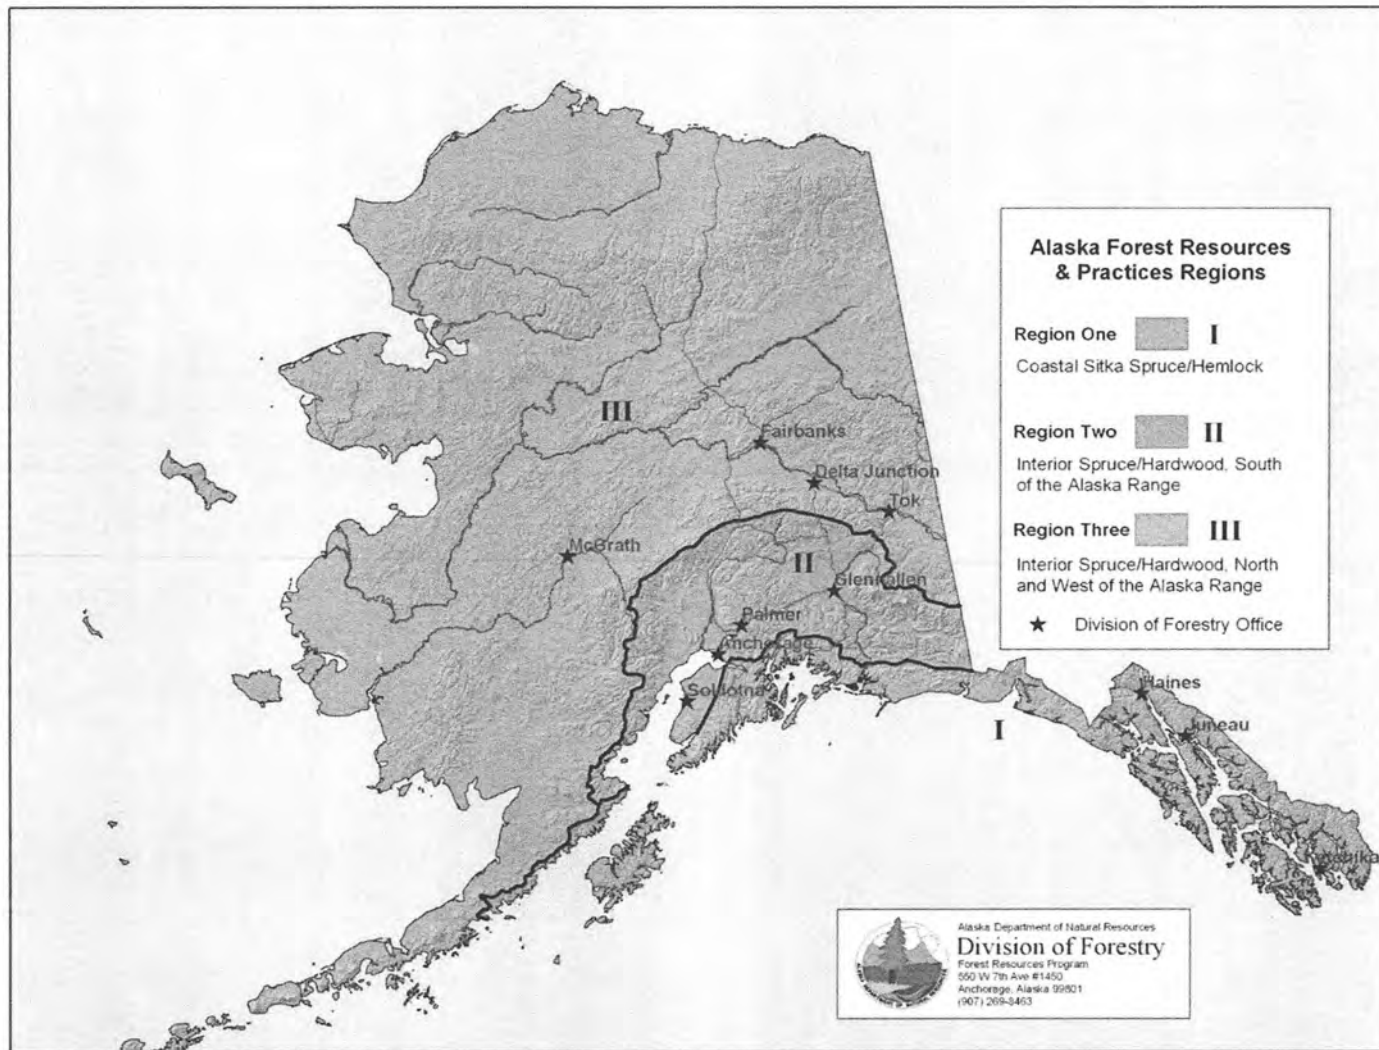 Alaska Forest Resources
& Practices Regions
Region One I
Coastal Sitka Spruce/Hemlock
Region Two II
Interior Spruce/Hardwood, South
of the Alaska Range
Region Three III
Interior Spruce/Hardwood, North
and West of the Alaska Range
★ Division of Forestry Office
III
Fairbanks
Delta Junction
Tok
McGrath
II
Glennallen
Palmer
Anchorage
Soldotna
I
Haines
Juneau
4
Alaska Department of Natural Resources
Division of Forestry
Forest Resources Program
550 W 7th Ave #1450
Anchorage, Alaska 99801
(907) 269-8463